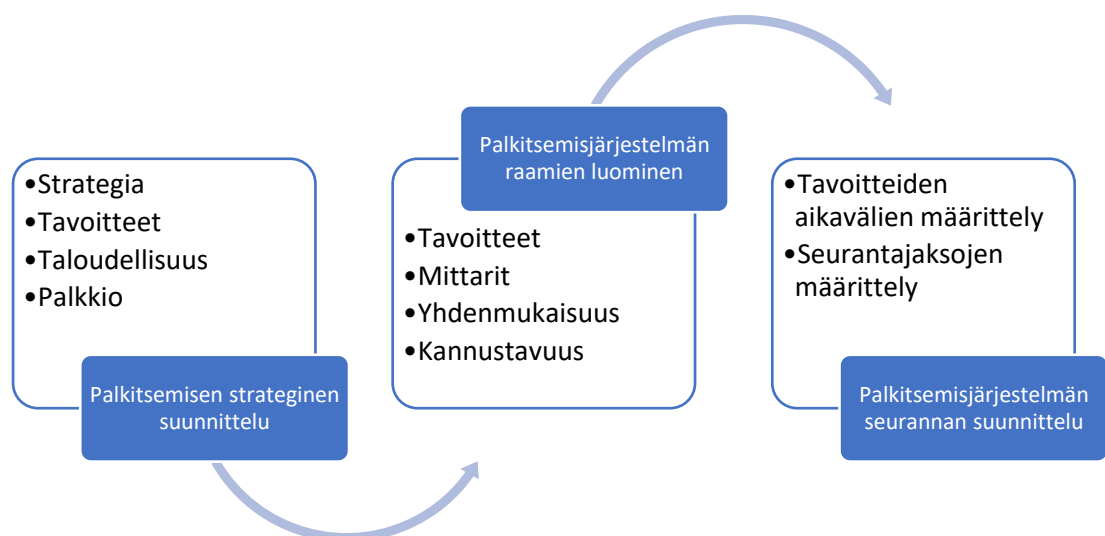 •Strategia
•Tavoitteet
•Taloudellisuus
•Palkkio
Palkitsemisen strateginen
suunnittelu
Palkitsemisjärjestelmän
raamien luominen
•Tavoitteet
•Mittarit
•Yhdenmukaisuus
•Kannustavuus
•Tavoitteiden
aikavälien määrittely
•Seurantajaksojen
määrittely
Palkitsemisjärjestelmän
seurannan suunnittelu